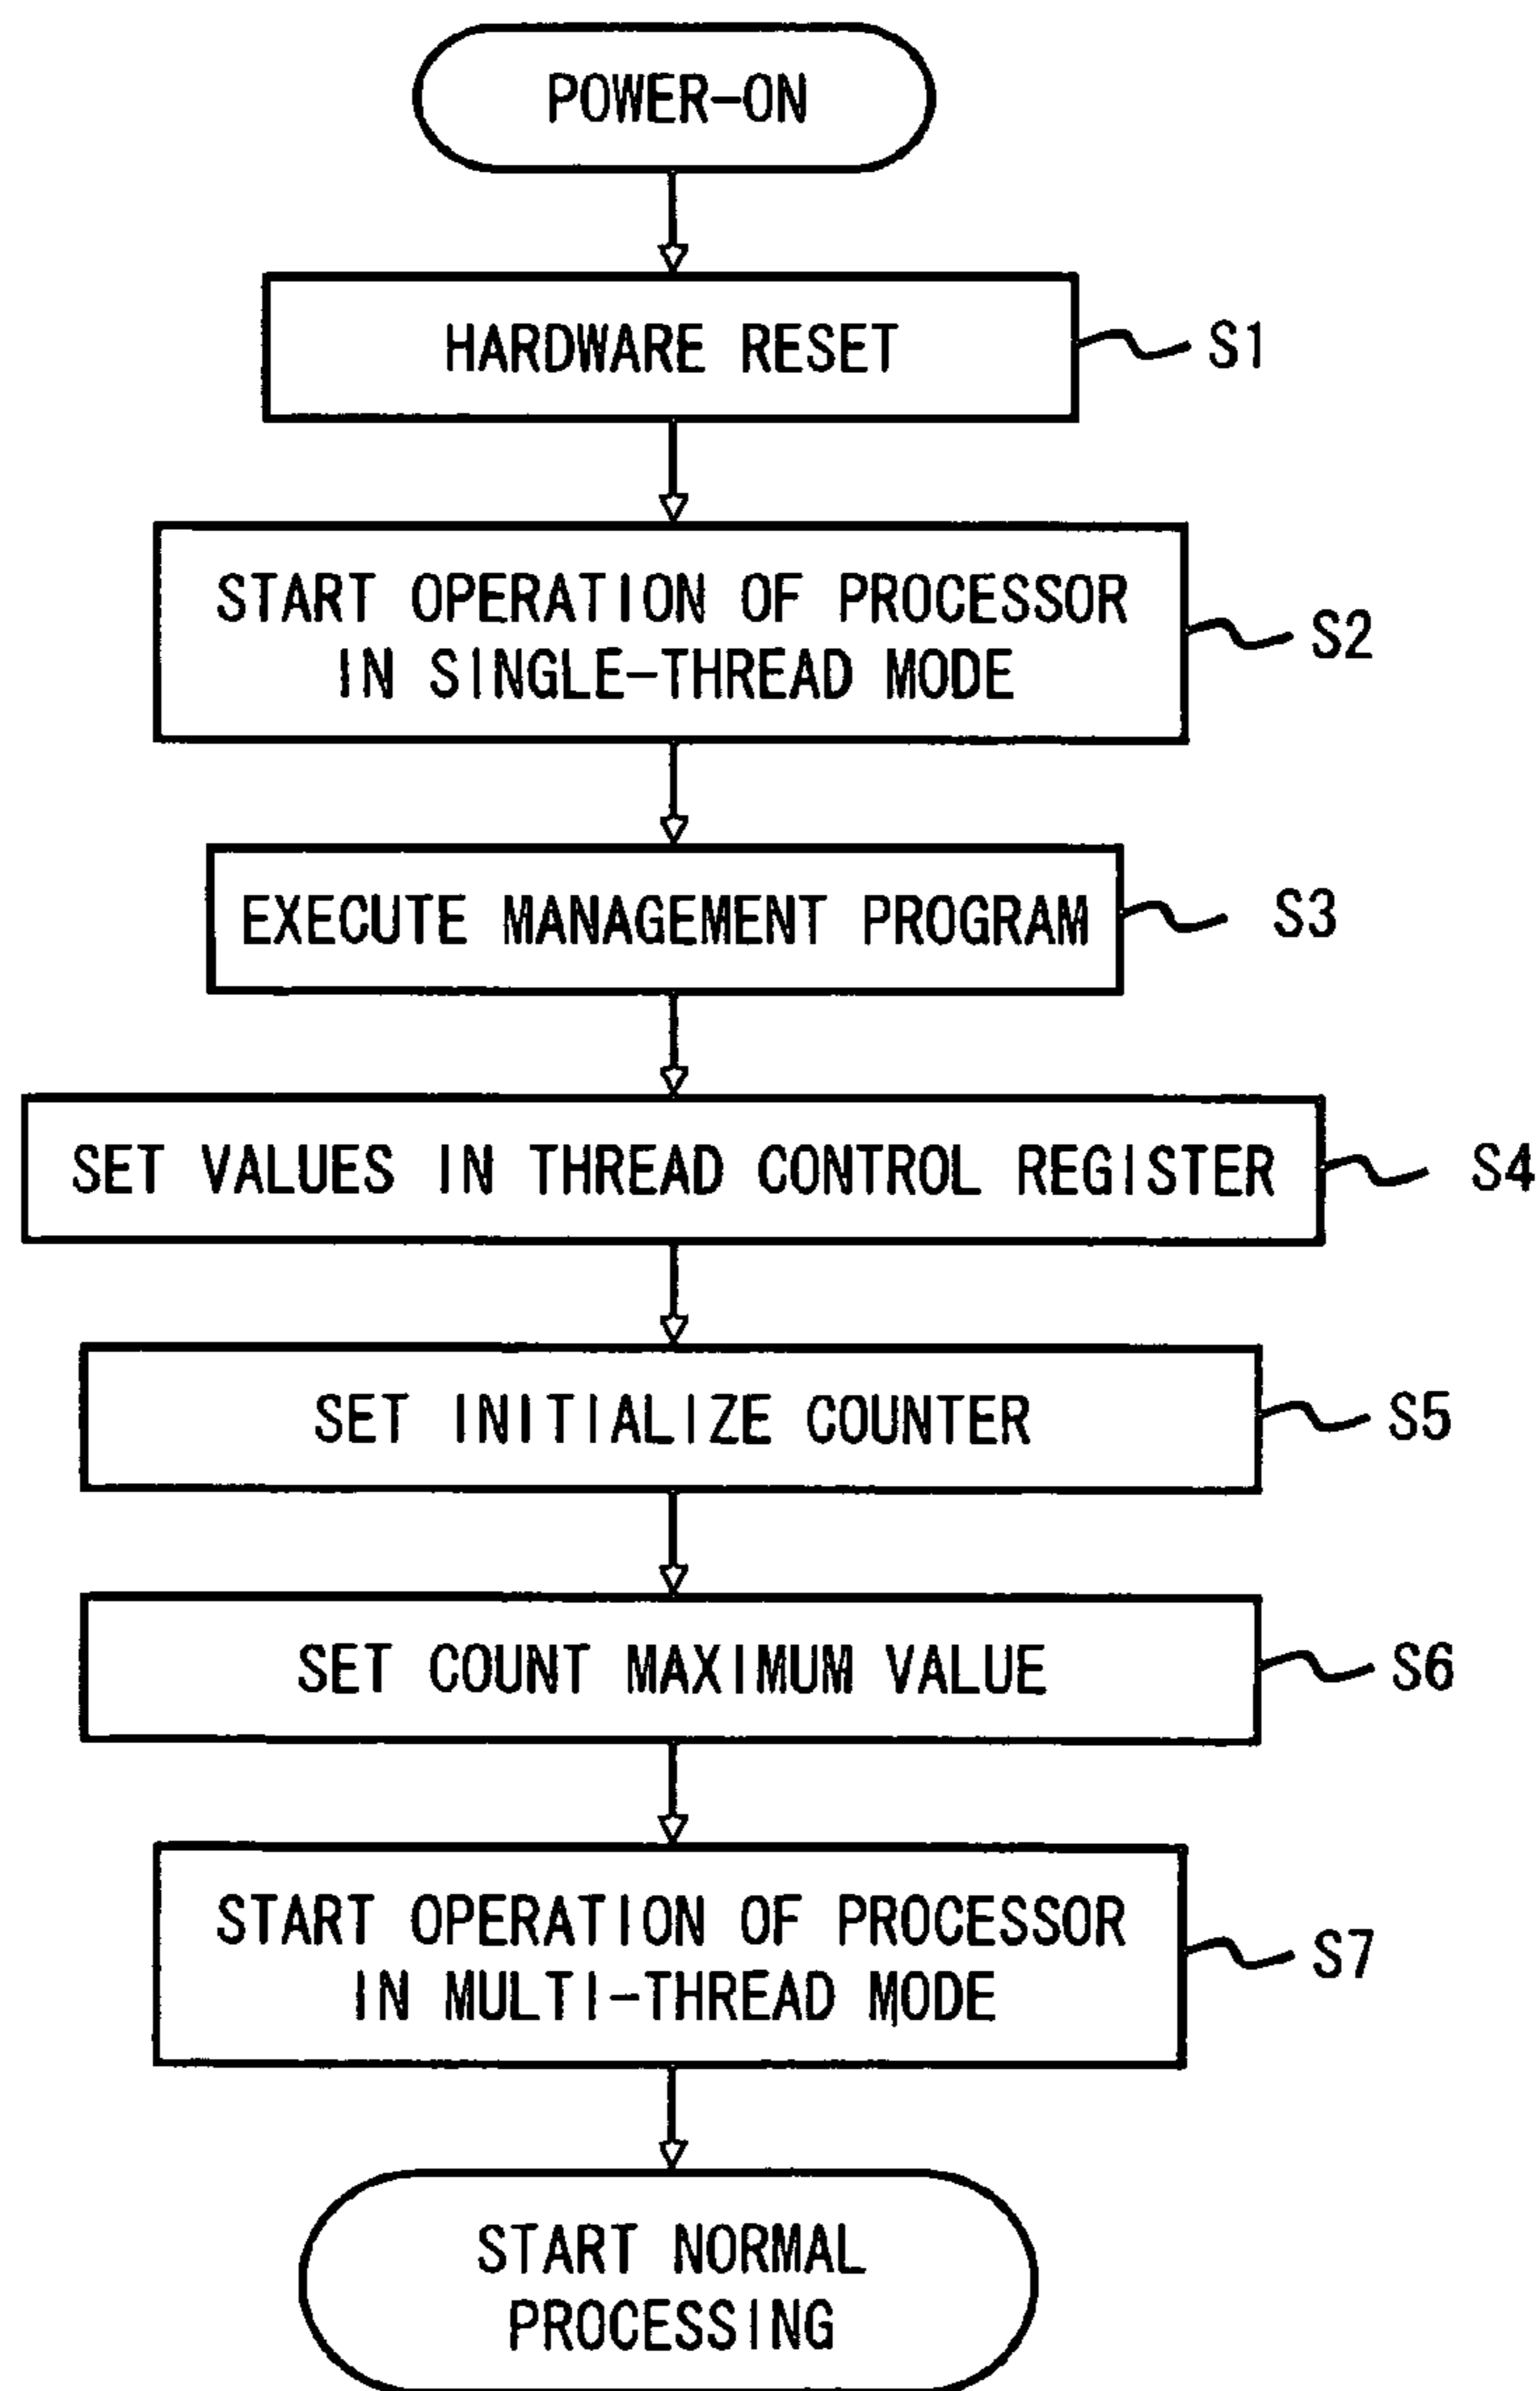 POWER-ON
HARDWARE RESET
S1
START OPERATION OF PROCESSOR
IN SINGLE-THREAD MODE
S2
EXECUTE MANAGEMENT PROGRAM
S3
SET VALUES IN THREAD CONTROL REGISTER
S4
SET INITIALIZE COUNTER
S5
SET COUNT MAXIMUM VALUE
S6
START OPERATION OF PROCESSOR
IN MULTI-THREAD MODE
S7
START NORMAL
PROCESSING